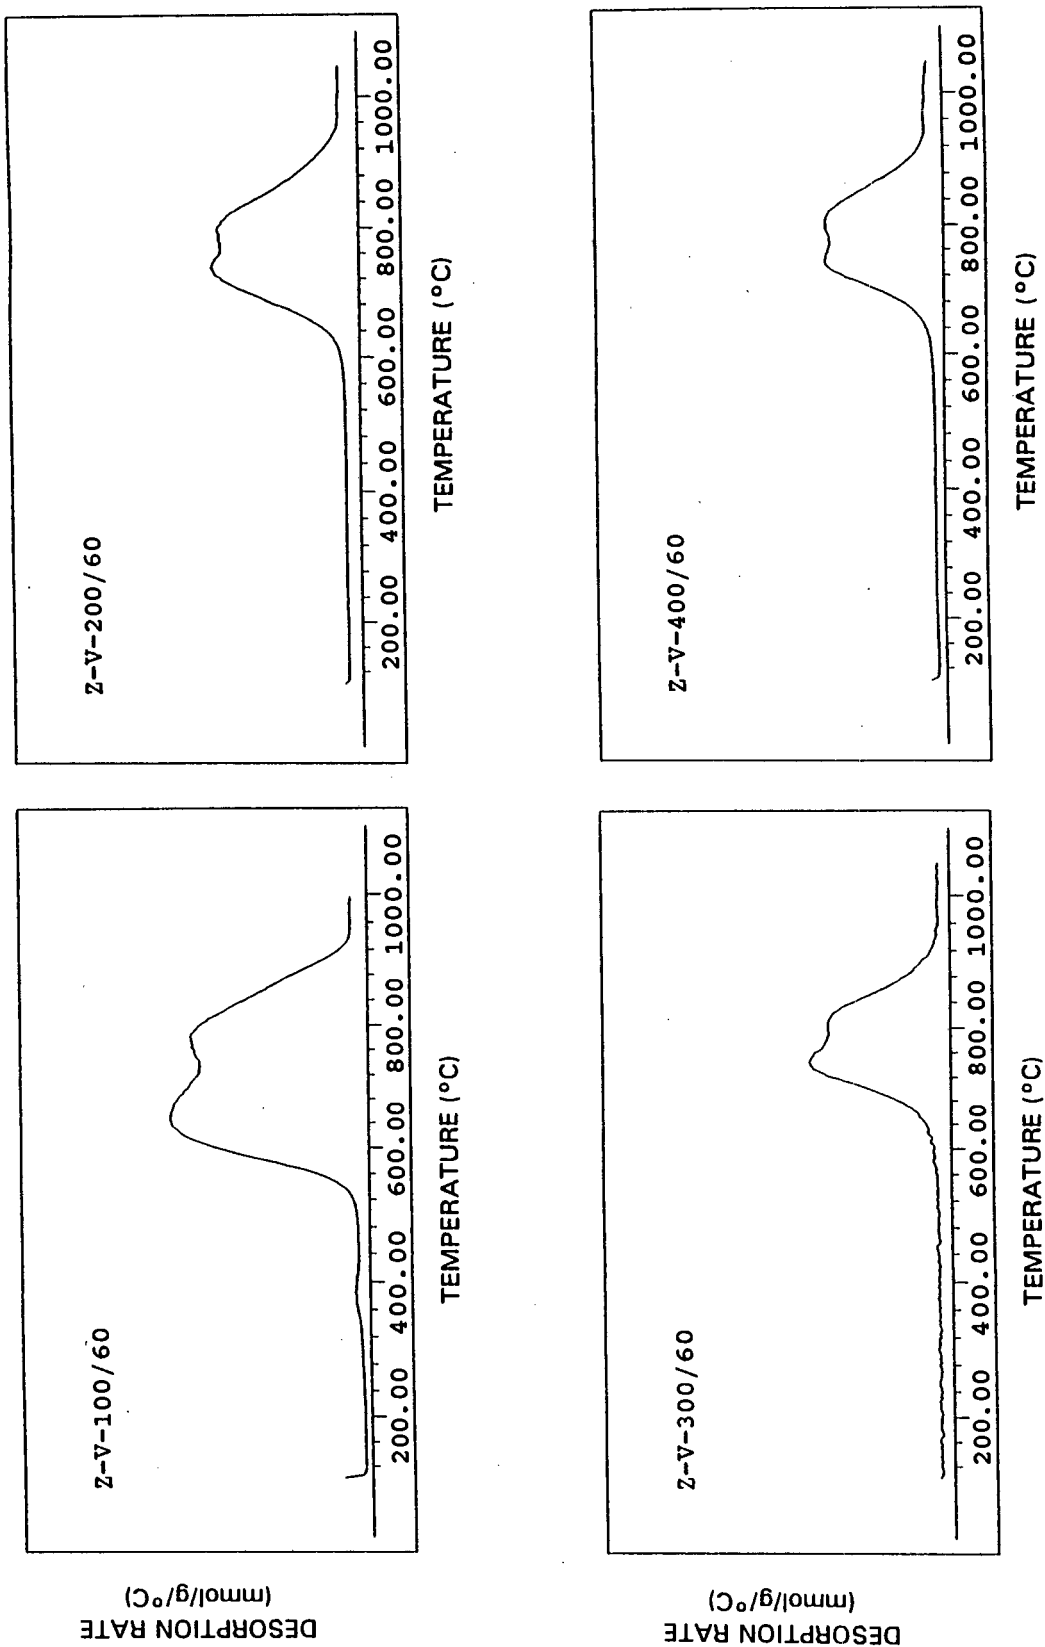 DESORPTION RATE
(mmol/g/°C)
Z-V-100/60
200.00 400.00 600.00 800.00 1000.00
TEMPERATURE (°C)
Z-V-200/60
200.00 400.00 600.00 800.00 1000.00
TEMPERATURE (°C)
DESORPTION RATE
(mmol/g/°C)
Z-V-300/60
200.00 400.00 600.00 800.00 1000.00
TEMPERATURE (°C)
Z-V-400/60
200.00 400.00 600.00 800.00 1000.00
TEMPERATURE (°C)